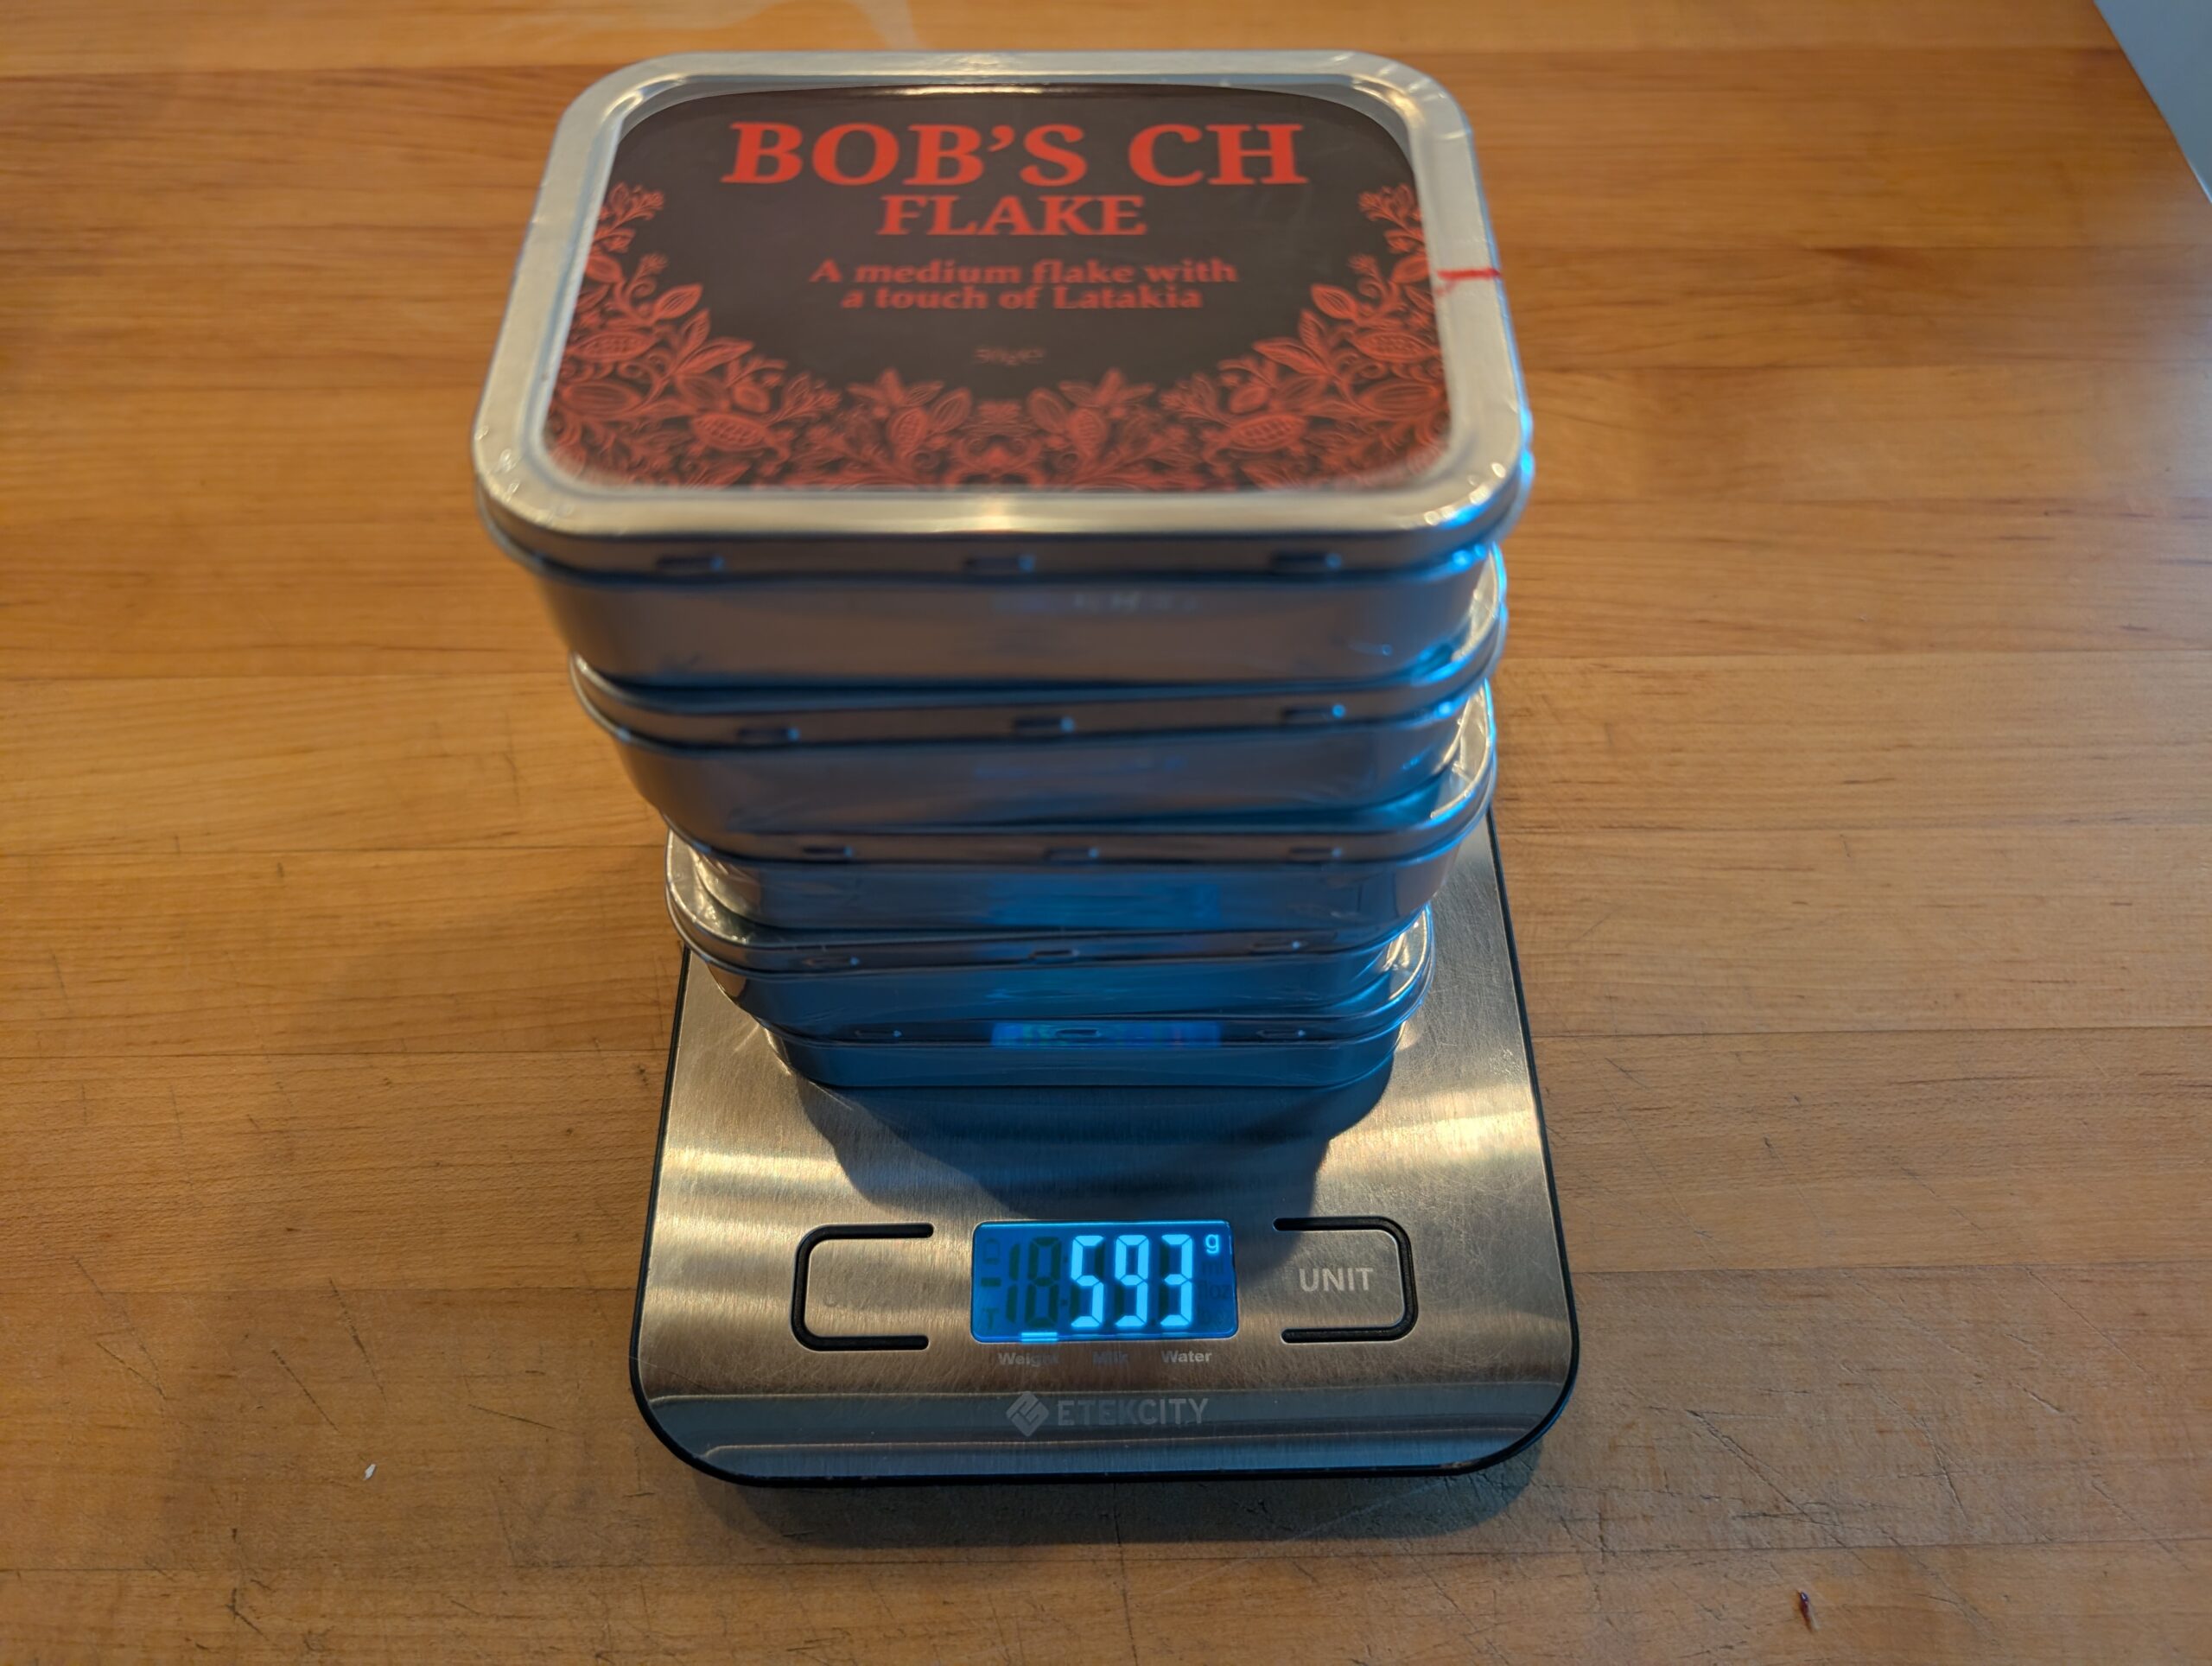 BOB'S CH
FLAKE
A medium flake with
a touch of Latakia
593 g
UNIT
Weight Milk Water
ETEKCITY